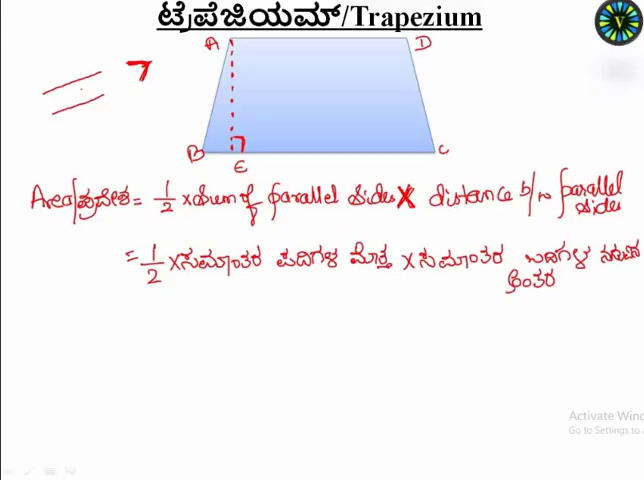 ಟ್ರೆಪೆಜಿಯಮ್/Trapezium
V
A D
B E C
Area/ಪ್ರದೇಶ = 1/2 × sum of parallel sides × distance b/w parallel sides
= 1/2 × ಸಮಾಂತರ ಪದಿಗಳ ಮೊತ್ತ × ಸಮಾಂತರ ಬದಿಗಳ ನಡುವಿನ
ಅಂತರ
Activate Wind
Go to Settings to